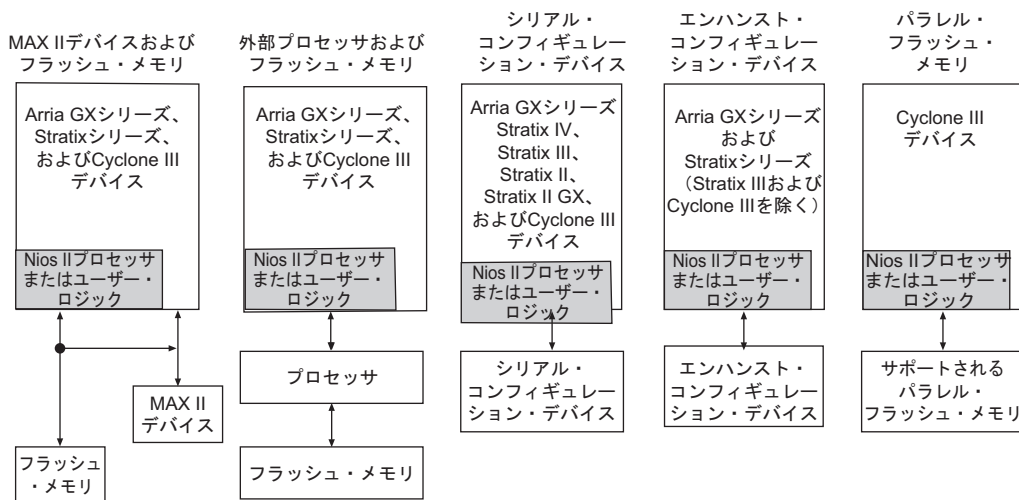 MAX IIデバイスおよび
フラッシュ・メモリ
Arria GXシリーズ、
Stratixシリーズ、
およびCyclone III
デバイス
Nios IIプロセッサ
またはユーザー・
ロジック
MAX II
デバイス
フラッシュ
・メモリ
外部プロセッサおよび
フラッシュ・メモリ
Arria GXシリーズ、
Stratixシリーズ、
およびCyclone III
デバイス
Nios IIプロセッサ
またはユーザー・
ロジック
プロセッサ
フラッシュ・メモリ
シリアル・
コンフィギュレー
ション・デバイス
Arria GXシリーズ
Stratix IV、
Stratix III、
Stratix II、
Stratix II GX、
およびCyclone III
デバイス
Nios IIプロセッサ
またはユーザー・
ロジック
シリアル・
コンフィギュレー
ション・デバイス
エンハンスト・
コンフィギュレー
ション・デバイス
Arria GXシリーズ
および
Stratixシリーズ
（Stratix IIIおよび
Cyclone IIIを除く）
Nios IIプロセッサ
またはユーザー・
ロジック
エンハンスト・
コンフィギュレー
ション・デバイス
パラレル・
フラッシュ・
メモリ
Cyclone III
デバイス
Nios IIプロセッサ
またはユーザー・
ロジック
サポートされる
パラレル・
フラッシュ・メモリ